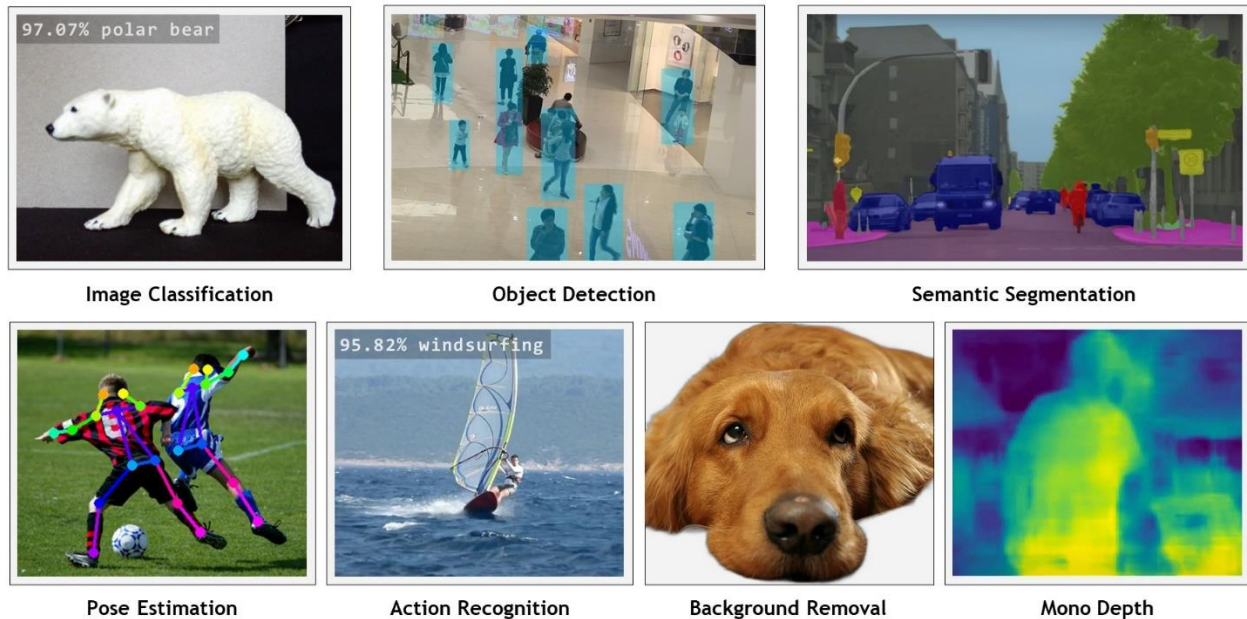 97.07% polar bear
Image Classification
Object Detection
Semantic Segmentation
95.82% windsurfing
Pose Estimation
Action Recognition
Background Removal
Mono Depth